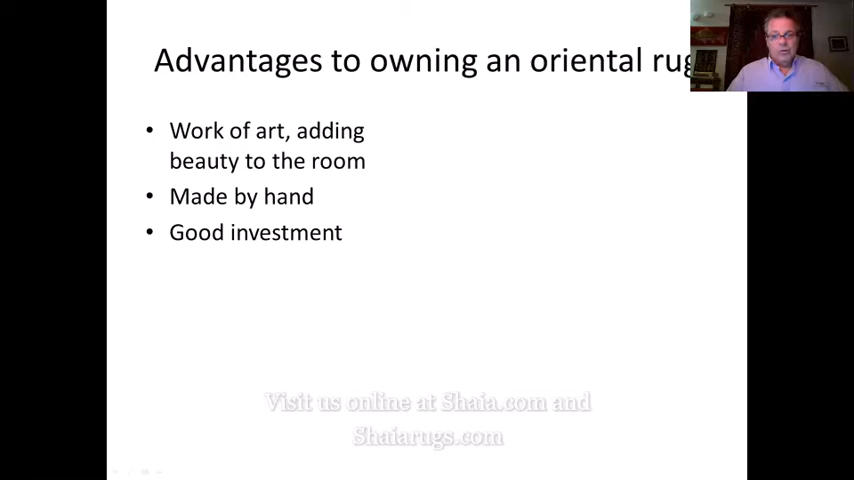 Advantages to owning an oriental rug
• Work of art, adding
beauty to the room
• Made by hand
• Good investment
Visit us online at Shaia.com and
Shaiarugs.com